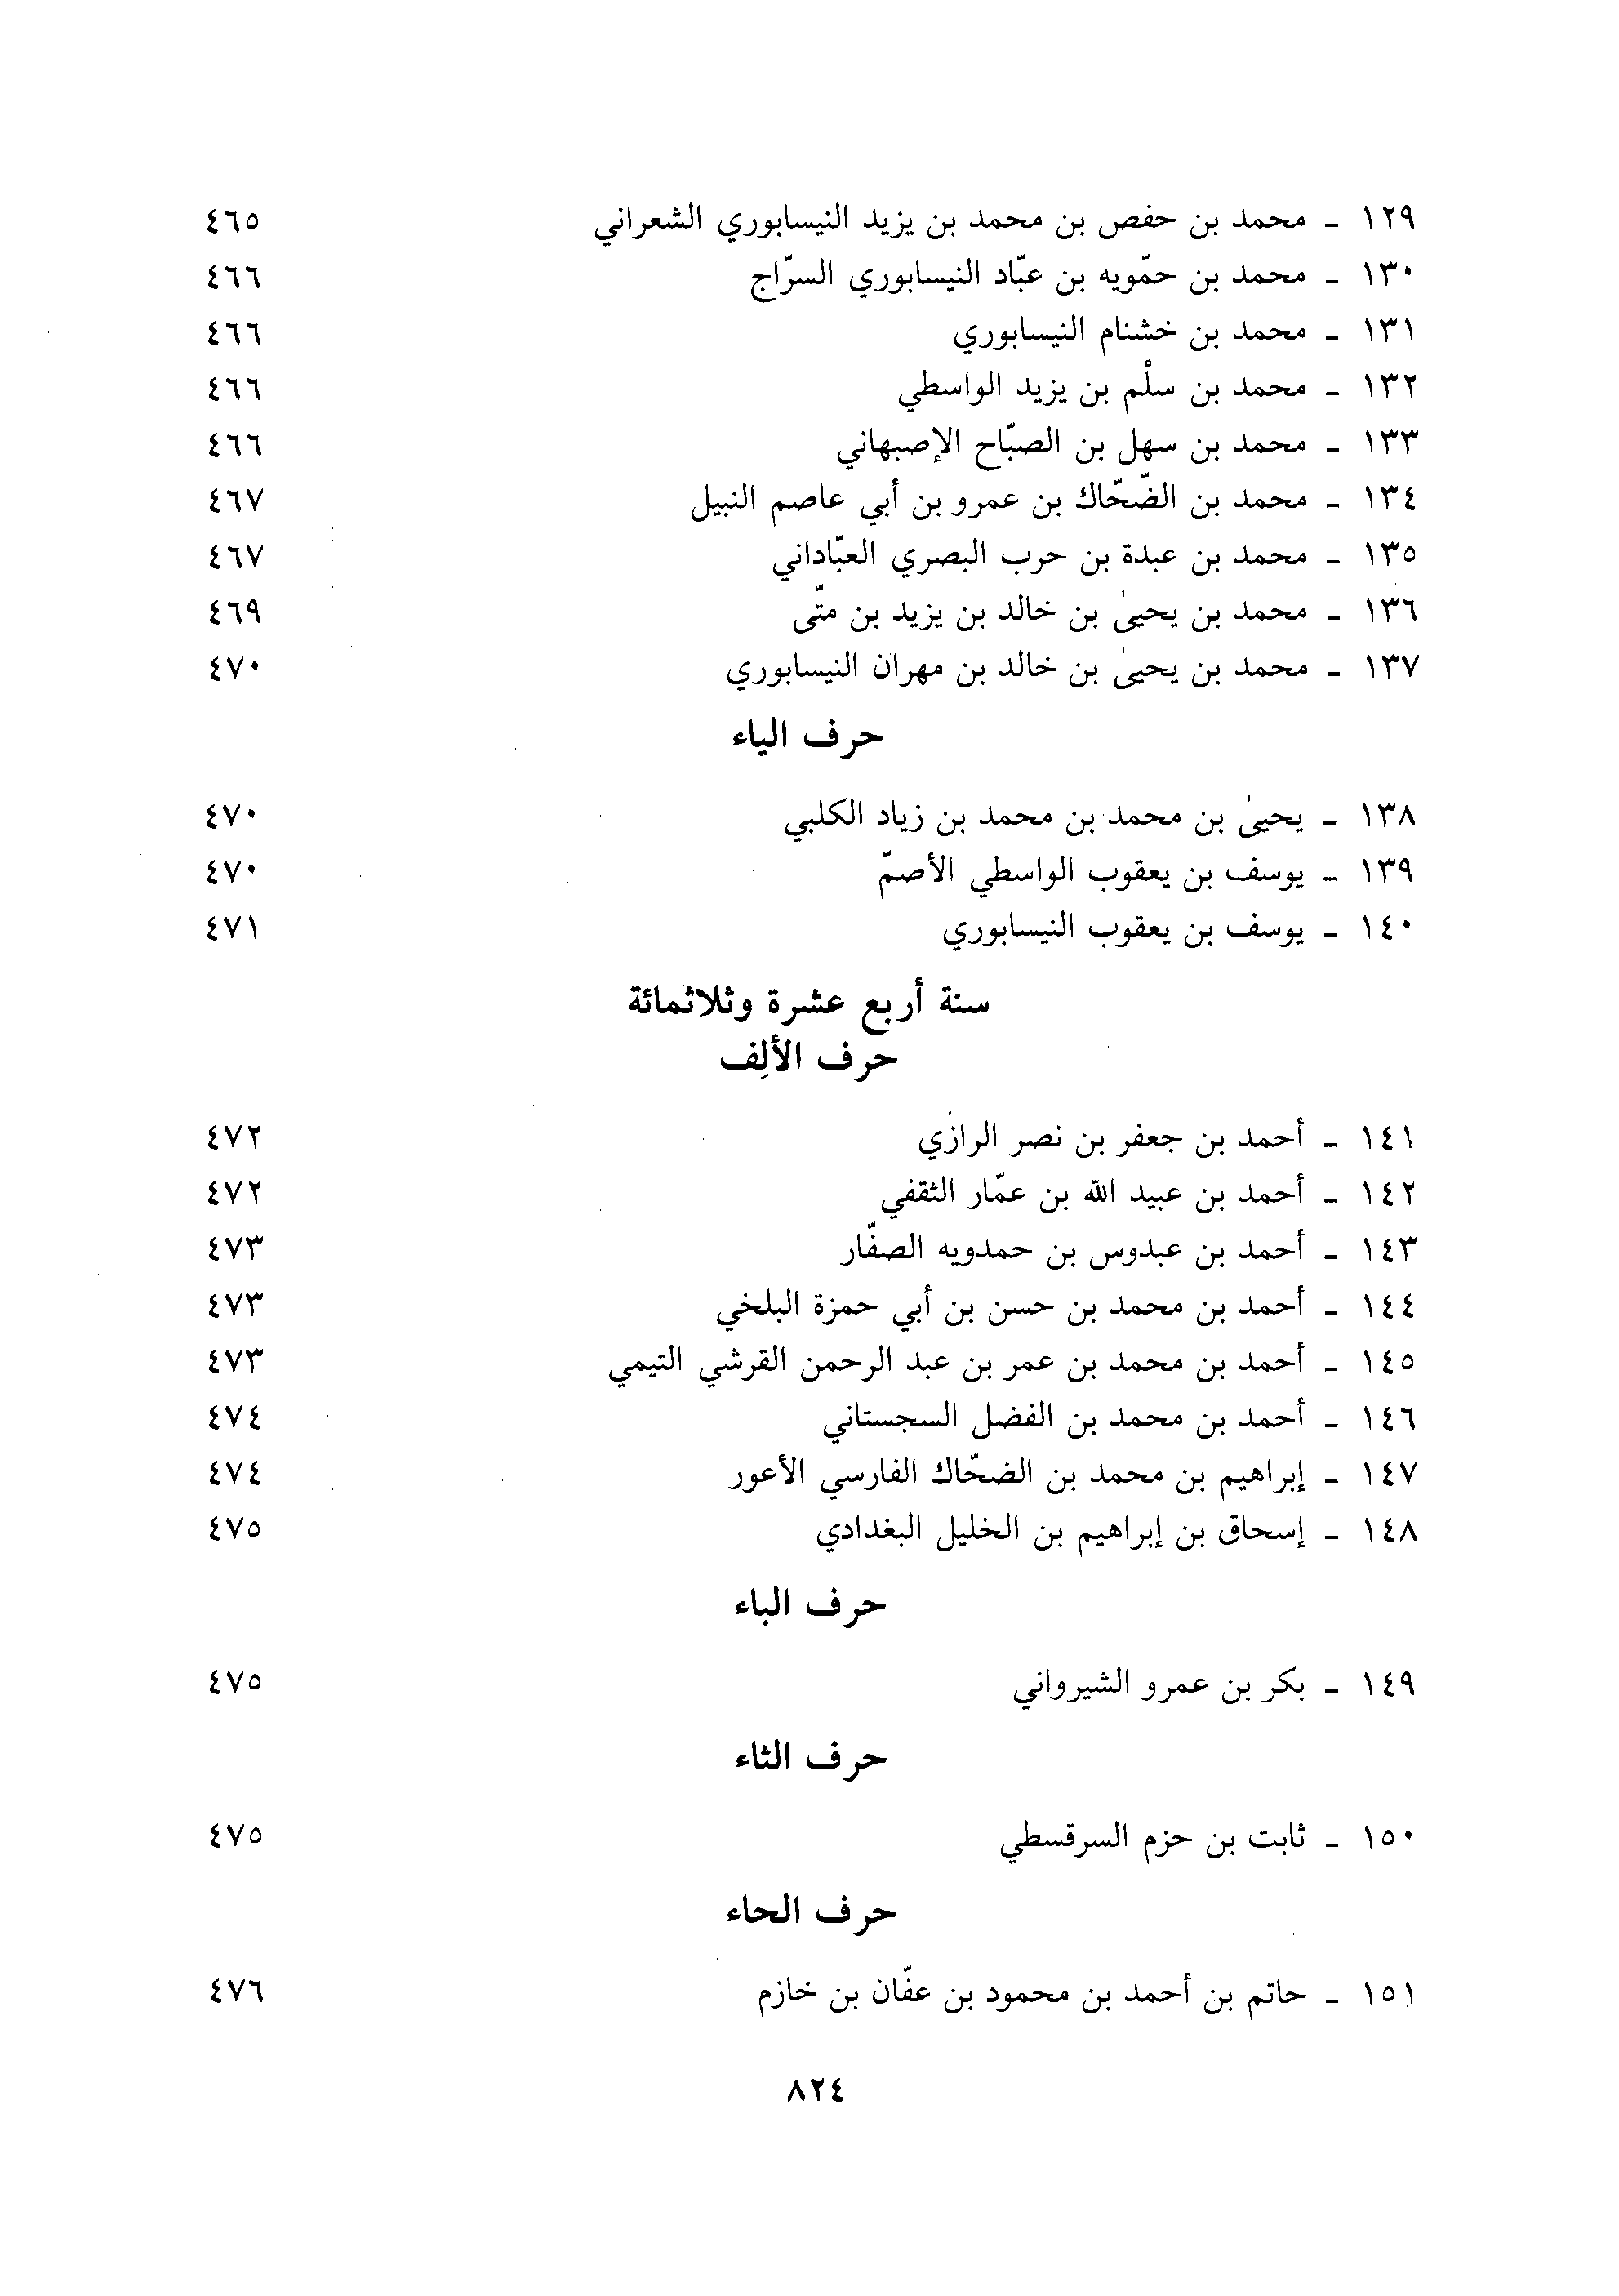 ١٢٩ - محمد بن حفص بن محمد بن يزيد النيسابوري الشعراني ٤٦٥
١٣٠ - محمد بن حمّويه بن عبّاد النيسابوري السرّاج ٤٦٦
١٣١ - محمد بن خشنام النيسابوري ٤٦٦
١٣٢ - محمد بن سلْم بن يزيد الواسطي ٤٦٦
١٣٣ - محمد بن سهل بن الصبّاح الإصبهاني ٤٦٦
١٣٤ - محمد بن الضّحّاك بن عمرو بن أبي عاصم النبيل ٤٦٧
١٣٥ - محمد بن عبدة بن حرب البصري العبّاداني ٤٦٧
١٣٦ - محمد بن يحيىٰ بن خالد بن يزيد بن متّى ٤٦٩
١٣٧ - محمد بن يحيىٰ بن خالد بن مهران النيسابوري ٤٧٠
حرف الياء
١٣٨ - يحيىٰ بن محمد بن محمد بن زياد الكلبي ٤٧٠
١٣٩ - يوسف بن يعقوب الواسطي الأصمّ ٤٧٠
١٤٠ - يوسف بن يعقوب النيسابوري ٤٧١
سنة أربع عشرة وثلاثمائة
حرف الألِف
١٤١ - أحمد بن جعفر بن نصر الرازي ٤٧٢
١٤٢ - أحمد بن عبيد الله بن عمّار الثقفي ٤٧٢
١٤٣ - أحمد بن عبدوس بن حمدويه الصفّار ٤٧٣
١٤٤ - أحمد بن محمد بن حسن بن أبي حمزة البلخي ٤٧٣
١٤٥ - أحمد بن محمد بن عمر بن عبد الرحمن القرشي التيمي ٤٧٣
١٤٦ - أحمد بن محمد بن الفضل السجستاني ٤٧٤
١٤٧ - إبراهيم بن محمد بن الضحّاك الفارسي الأعور ٤٧٤
١٤٨ - إسحاق بن إبراهيم بن الخليل البغدادي ٤٧٥
حرف الباء
١٤٩ - بكر بن عمرو الشيرواني ٤٧٥
حرف الثاء
١٥٠ - ثابت بن حزم السرقسطي ٤٧٥
حرف الحاء
١٥١ - حاتم بن أحمد بن محمود بن عفّان بن خازم ٤٧٦
٨٢٤